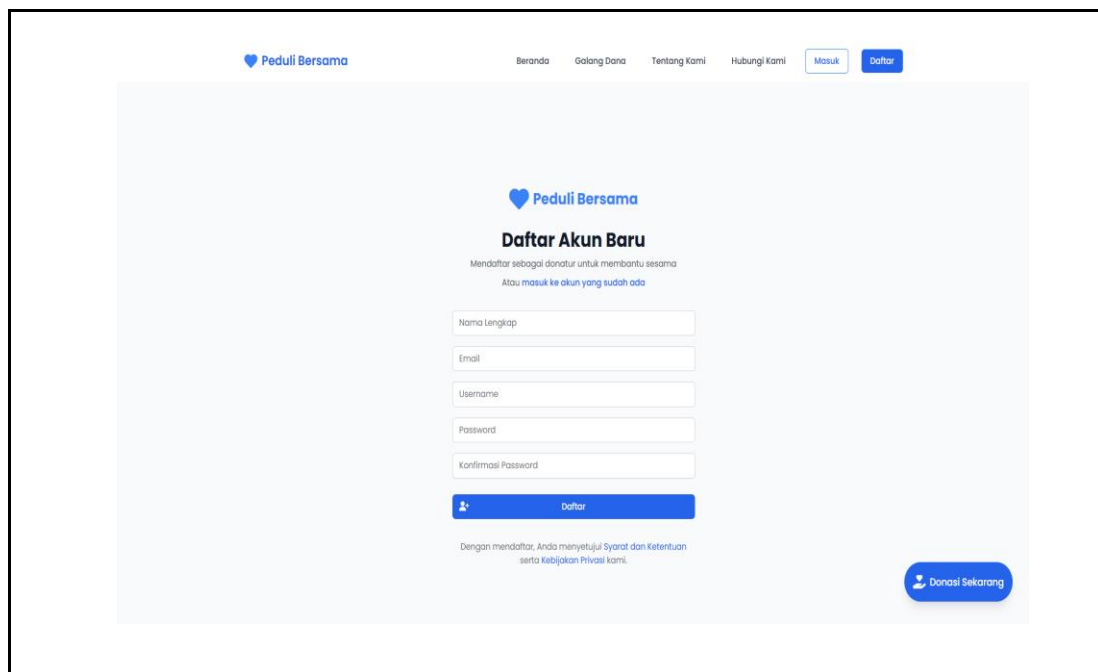 Peduli Bersama
Beranda Galang Dana Tentang Kami Hubungi Kami Masuk Daftar
Peduli Bersama
Daftar Akun Baru
Mendaftar sebagai donatur untuk membantu sesama
Atau masuk ke akun yang sudah ada
Nama Lengkap
Email
Username
Password
Konfirmasi Password
Daftar
Dengan mendaftar, Anda menyetujui Syarat dan Ketentuan
serta Kebijakan Privasi kami.
Donasi Sekarang